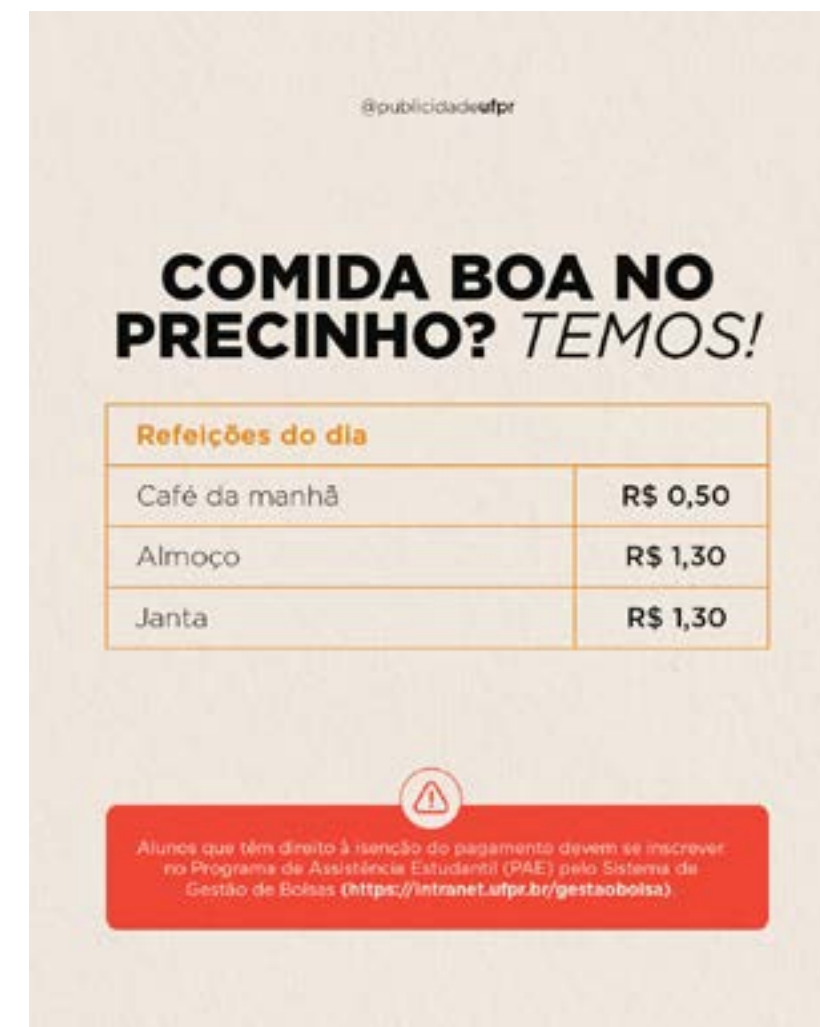 @publicidadeufpr
COMIDA BOA NO
PRECINHO? TEMOS!
Refeições do dia
Café da manhã R$ 0,50
Almoço R$ 1,30
Janta R$ 1,30
Alunos que têm direito à isenção do pagamento devem se inscrever
no Programa de Assistência Estudantil (PAE) pelo Sistema de
Gestão de Bolsas (https://intranet.ufpr.br/gestaobolsa).